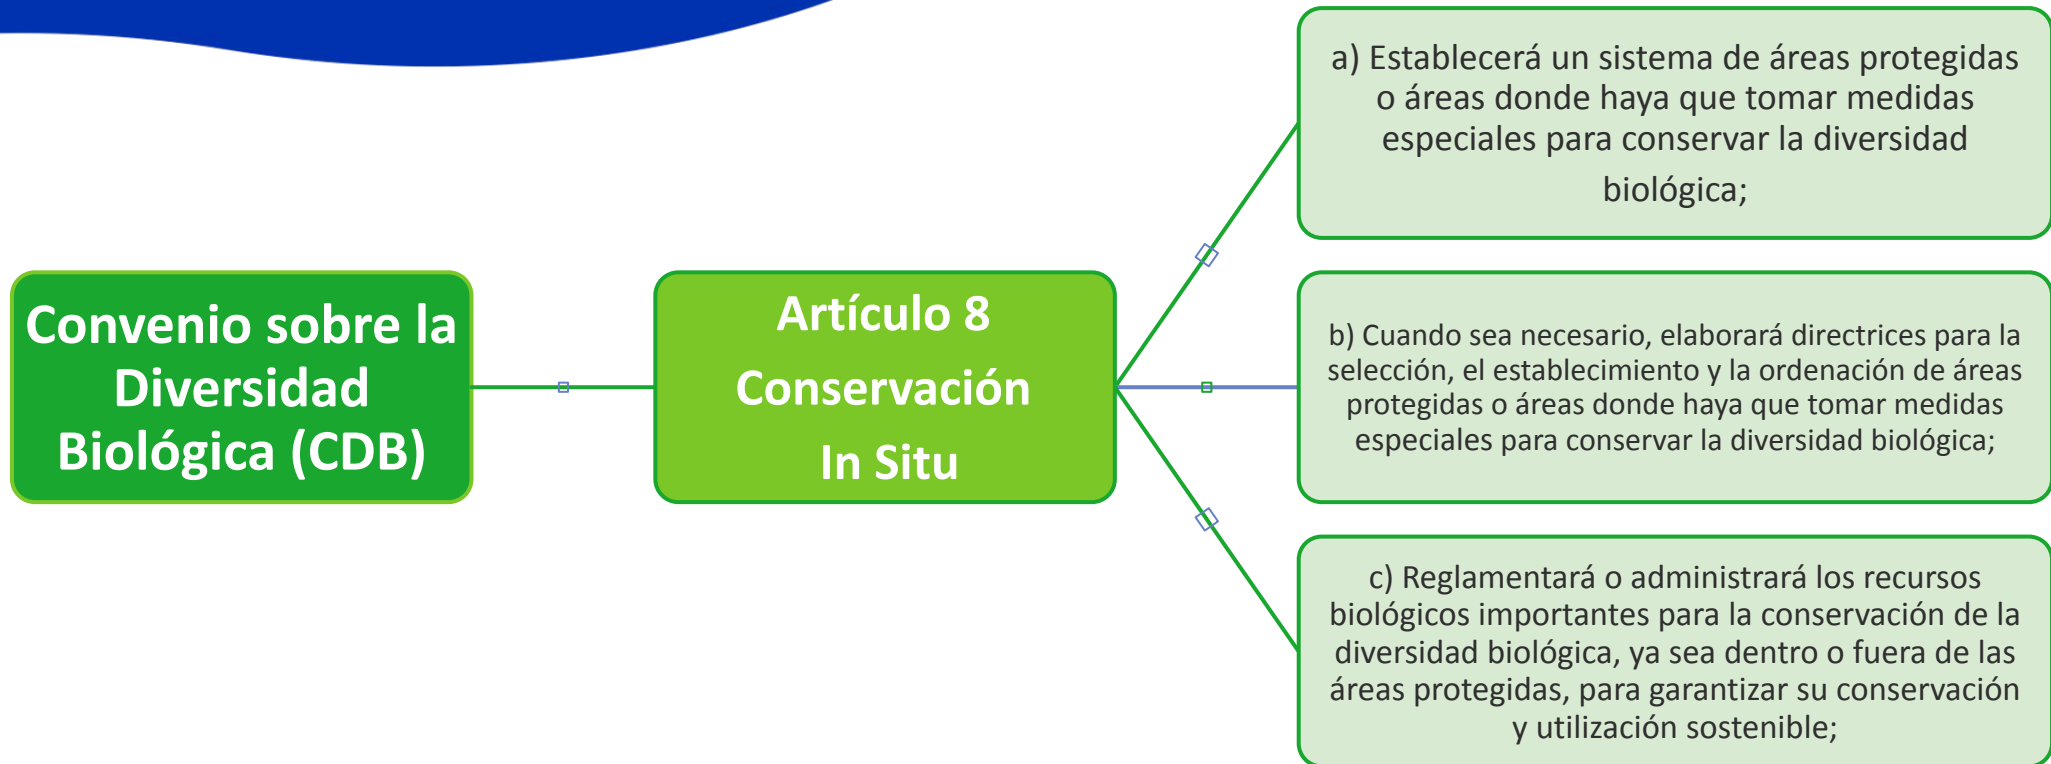 Convenio sobre la
Diversidad
Biológica (CDB)
Artículo 8
Conservación
In Situ
a) Establecerá un sistema de áreas protegidas
o áreas donde haya que tomar medidas
especiales para conservar la diversidad
biológica;
b) Cuando sea necesario, elaborará directrices para la
selección, el establecimiento y la ordenación de áreas
protegidas o áreas donde haya que tomar medidas
especiales para conservar la diversidad biológica;
c) Reglamentará o administrará los recursos
biológicos importantes para la conservación de la
diversidad biológica, ya sea dentro o fuera de las
áreas protegidas, para garantizar su conservación
y utilización sostenible;